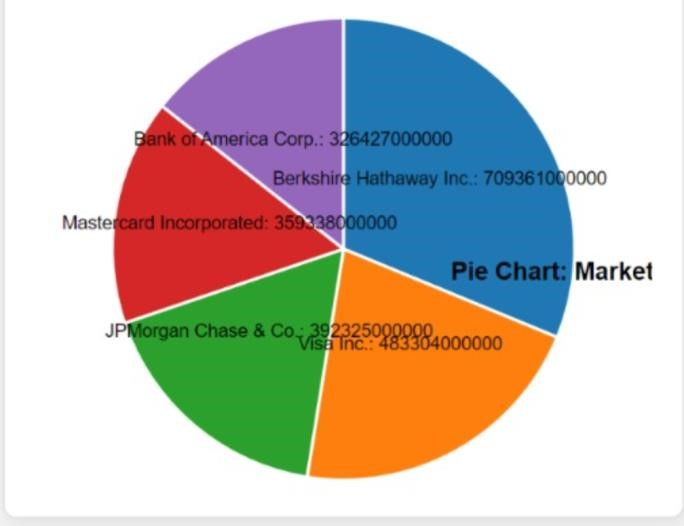 Bank of America Corp.: 326427000000
Berkshire Hathaway Inc.: 709361000000
Mastercard Incorporated: 359338000000
Pie Chart: Market
JPMorgan Chase & Co.: 392325000000
Visa Inc.: 483304000000